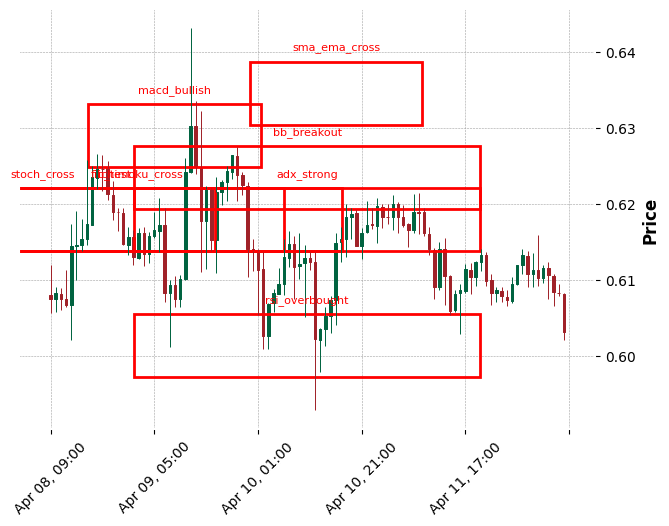 sma_ema_cross
macd_bullish
bb_breakout
stoch_cross
ichimoku_cross
adx_strong
rsi_overbought
0.64
0.63
0.62
0.61
0.60
Price
Apr 08, 09:00
Apr 09, 05:00
Apr 10, 01:00
Apr 10, 21:00
Apr 11, 17:00